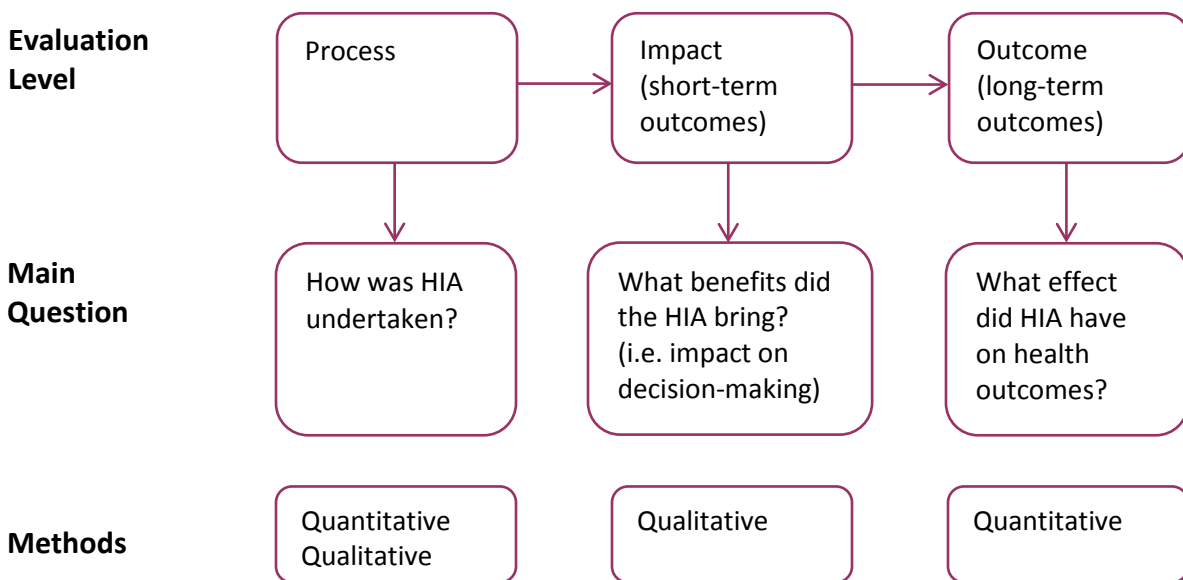 Evaluation
Level
Process
Impact
(short-term
outcomes)
Outcome
(long-term
outcomes)
Main
Question
How was HIA
undertaken?
What benefits did
the HIA bring?
(i.e. impact on
decision-making)
What effect
did HIA have
on health
outcomes?
Methods
Quantitative
Qualitative
Qualitative
Quantitative